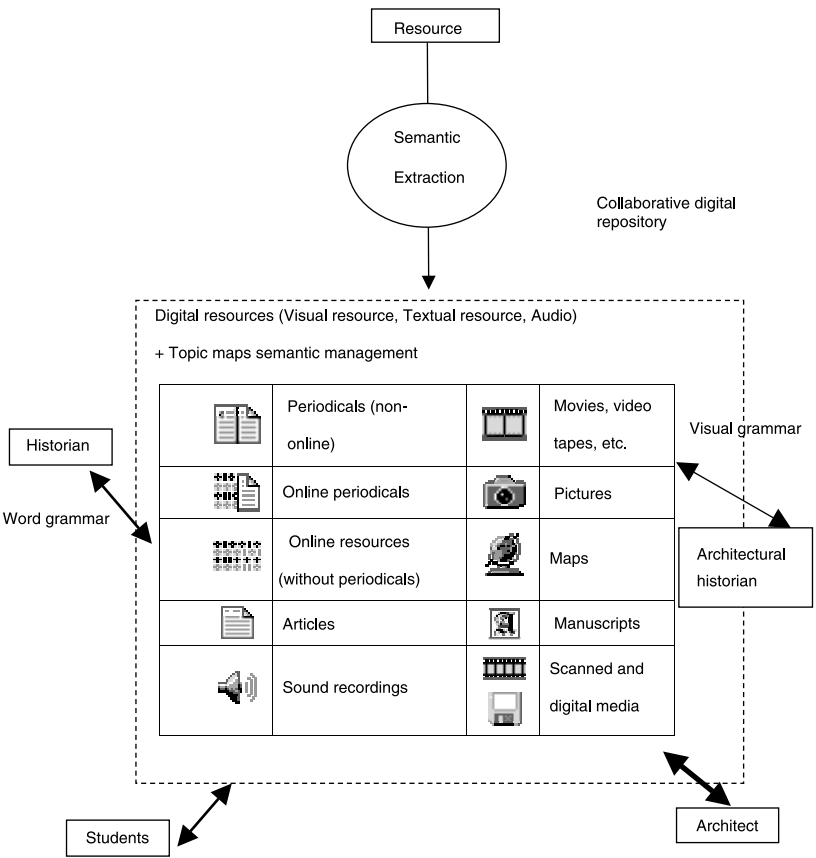 Resource
Semantic
Extraction
Collaborative digital
repository
Digital resources (Visual resource, Textual resource, Audio)
+ Topic maps semantic management
Periodicals (non-
online)
Movies, video
tapes, etc.
Visual grammar
Historian
Online periodicals
Pictures
Word grammar
Online resources
(without periodicals)
Maps
Architectural
historian
Articles
Manuscripts
Sound recordings
Scanned and
digital media
Students
Architect